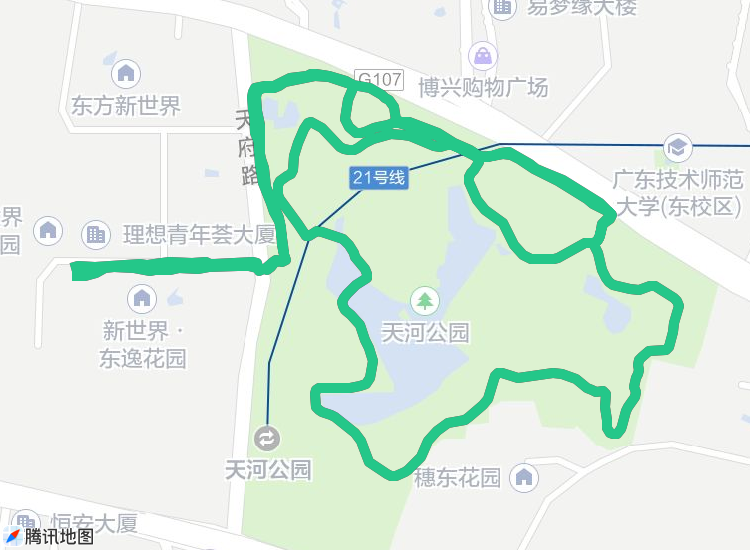 易梦缘大楼
G107
博兴购物广场
东方新世界
天府路
21号线
广东技术师范
大学(东校区)
界
园
理想青年荟大厦
天河公园
新世界·
东逸花园
天河公园
穗东花园
恒安大厦
腾讯地图